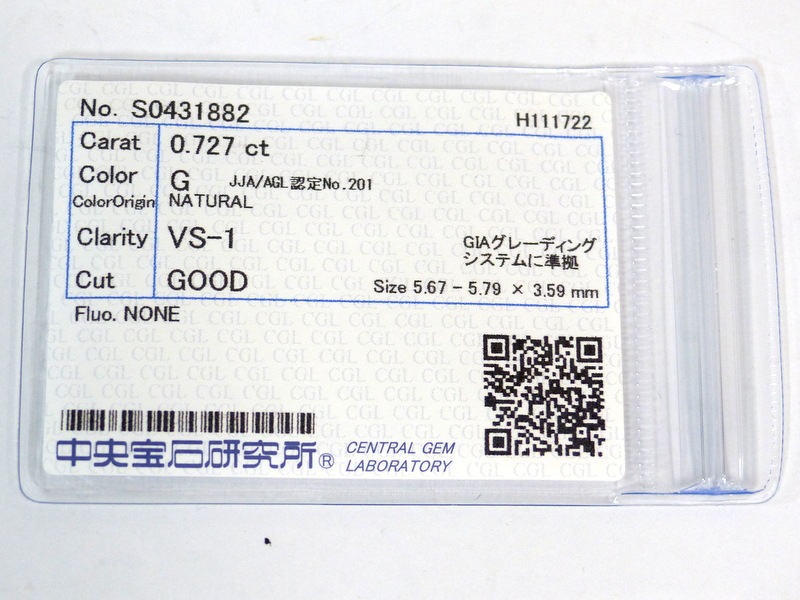 No. S0431882
H111722
Carat 0.727 ct
Color G JJA/AGL認定No.201
ColorOrigin NATURAL
Clarity VS-1
GIAグレーディング
システムに準拠
Cut GOOD
Size 5.67 - 5.79 × 3.59 mm
Fluo. NONE
中央宝石研究所® CENTRAL GEM
LABORATORY